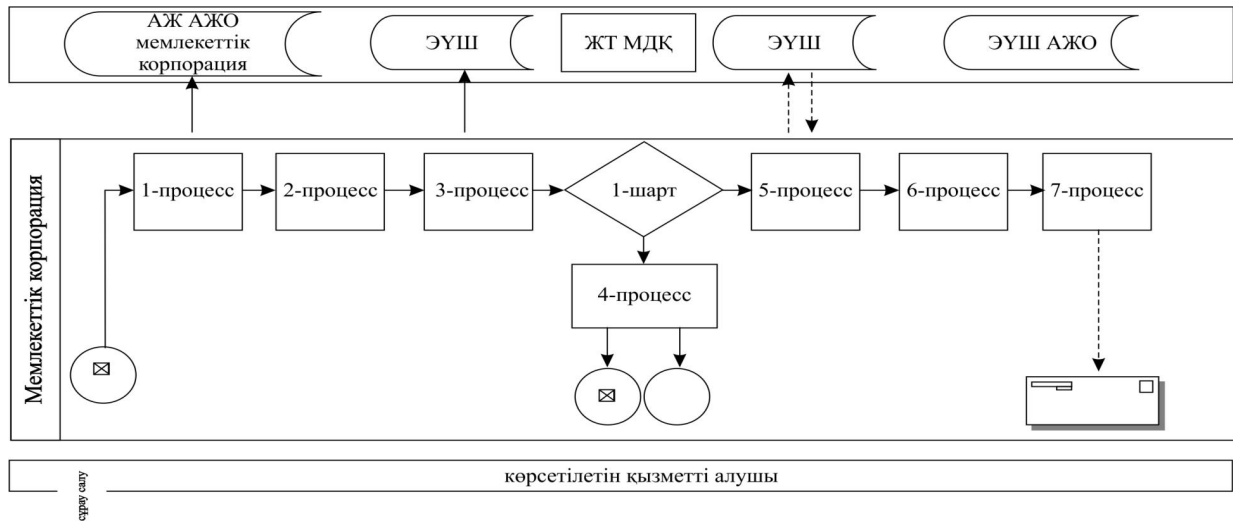 АЖ АЖО
мемлекеттік
корпорация
ЭҮШ
ЖТ МДҚ
ЭҮШ
ЭҮШ АЖО
Мемлекеттік корпорация
1-процесс
2-процесс
3-процесс
1-шарт
5-процесс
6-процесс
7-процесс
4-процесс
көрсетілетін қызметті алушы
сұрау салу